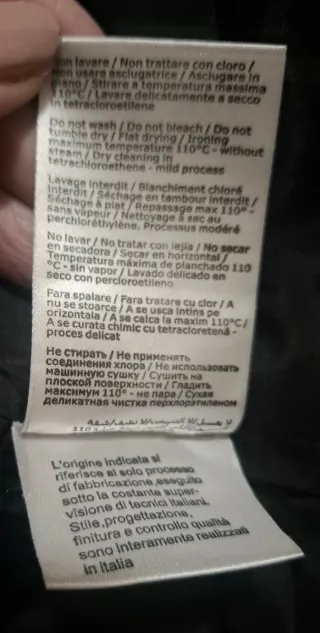 Non lavare / Non trattare con cloro /
Non usare asciugatrice / Asciugare in
piano / Stirare a temperatura massima
110°C / Lavare delicatamente a secco
in tetracloroetilene
Do not wash / Do not bleach / Do not
tumble dry / Flat drying / Ironing
maximum temperature 110°C - without
steam / Dry cleaning in
tetrachloroethene - mild process
Lavage interdit / Blanchiment chloré
interdit / Séchage en tambour interdit /
Séchage à plat / Repassage max 110° -
sans vapeur / Nettoyage à sec au
perchloréthylène. Processus modéré
No lavar / No tratar con lejía / No secar
en secadora / Secar en horizontal /
Temperatura máxima de planchado 110
°C - sin vapor / Lavado delicado en
seco con percloroetileno
Fara spalare / Fara tratare cu clor / A
nu se stoarce / A se usca intins pe
orizontala / A se calca la maxim 110°C /
A se curata chimic cu tetracloretenă -
proces delicat
Не стирать / Не применять
соединения хлора / Не использовать
машинную сушку / Сушить на
плоской поверхности / Гладить
максимум 110° - не пара / Сухая
деликатная чистка перхлорэтиленом
L'origine indicata si
riferisce al solo processo
di fabbricazione, eseguito
sotto la costante super-
visione di tecnici italiani.
Stile, progettazione,
finitura e controllo qualità
sono interamente realizzati
in Italia